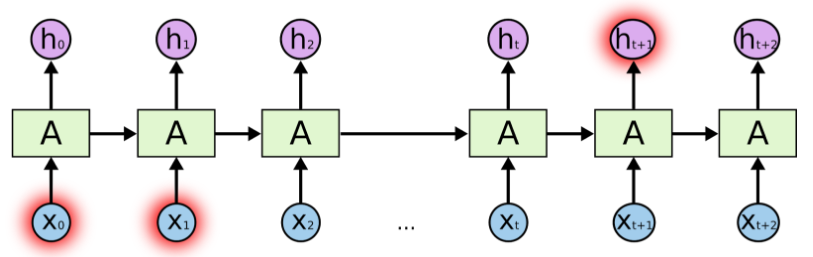 h₀ h₁ h₂ hₜ hₜ₊₁ hₜ₊₂
A A A A A A
x₀ x₁ x₂ ... xₜ xₜ₊₁ xₜ₊₂